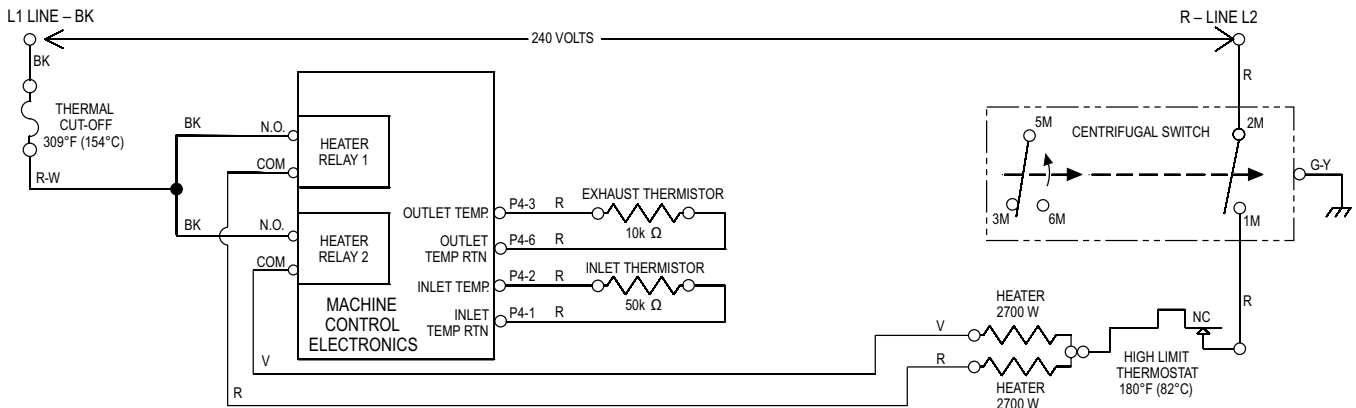 L1 LINE – BK
R – LINE L2
240 VOLTS
BK
R
THERMAL
CUT-OFF
309°F (154°C)
R-W
BK
N.O.
HEATER
RELAY 1
COM
BK
N.O.
HEATER
RELAY 2
COM
MACHINE
CONTROL
ELECTRONICS
OUTLET TEMP.
P4-3
R
EXHAUST THERMISTOR
10k Ω
OUTLET
TEMP RTN
P4-6
R
INLET TEMP.
P4-2
R
INLET THERMISTOR
50k Ω
INLET
TEMP RTN
P4-1
R
5M
CENTRIFUGAL SWITCH
2M
G-Y
3M
6M
1M
R
V
HEATER
2700 W
NC
V
R
HEATER
2700 W
HIGH LIMIT
THERMOSTAT
180°F (82°C)
R